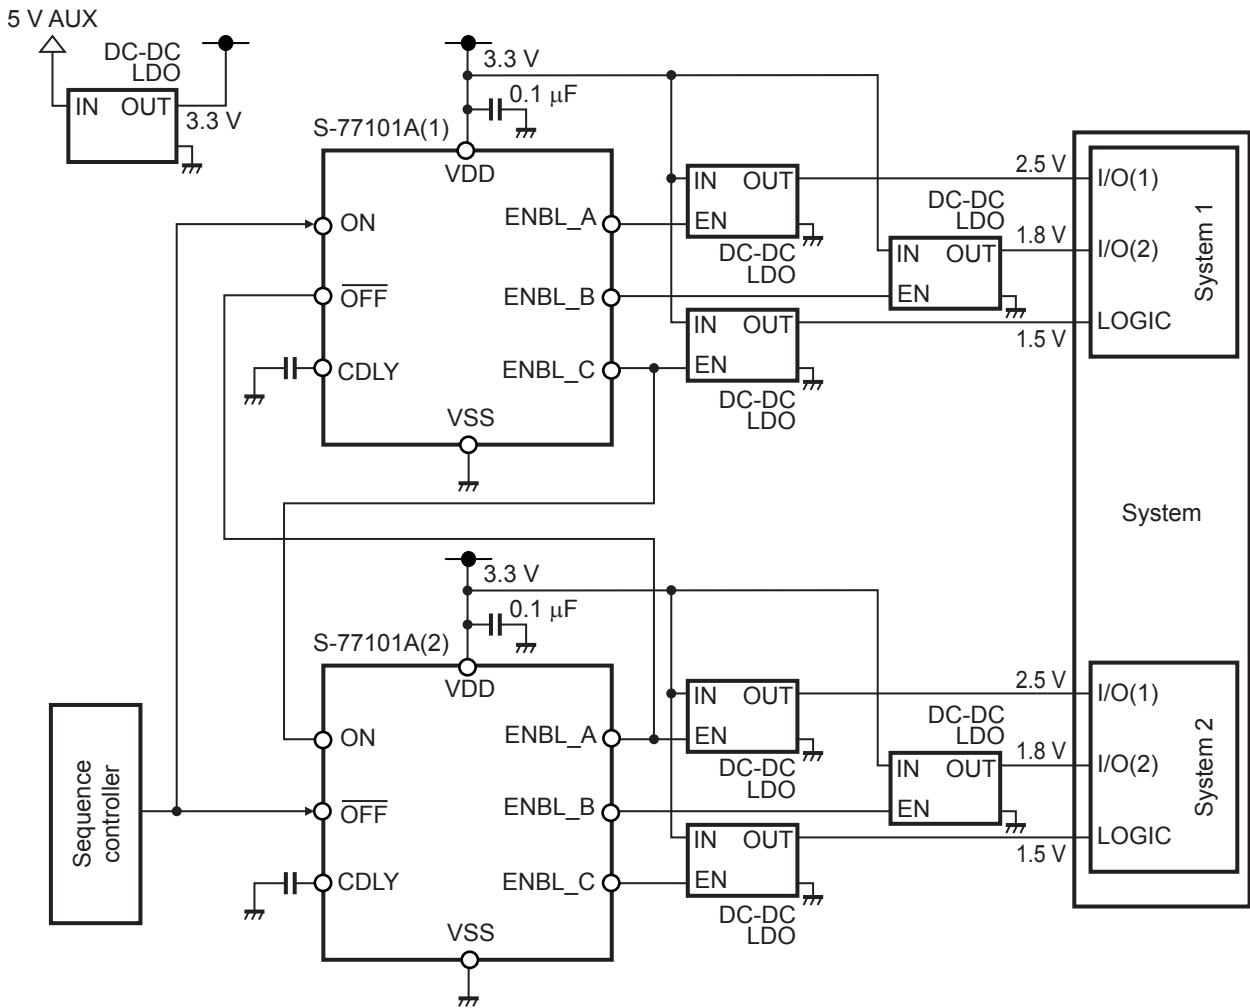 5 V AUX
DC-DC
LDO
IN OUT
3.3 V
3.3 V
0.1 μF
S-77101A(1)
VDD
ON
OFF
CDLY
VSS
ENBL_A
ENBL_B
ENBL_C
IN OUT
EN
DC-DC
LDO
DC-DC
LDO
IN OUT
EN
IN OUT
EN
DC-DC
LDO
2.5 V
1.8 V
1.5 V
I/O(1)
I/O(2)
LOGIC
System 1
System
3.3 V
0.1 μF
S-77101A(2)
VDD
ON
OFF
CDLY
VSS
ENBL_A
ENBL_B
ENBL_C
Sequence
controller
IN OUT
EN
DC-DC
LDO
DC-DC
LDO
IN OUT
EN
IN OUT
EN
DC-DC
LDO
2.5 V
1.8 V
1.5 V
I/O(1)
I/O(2)
LOGIC
System 2